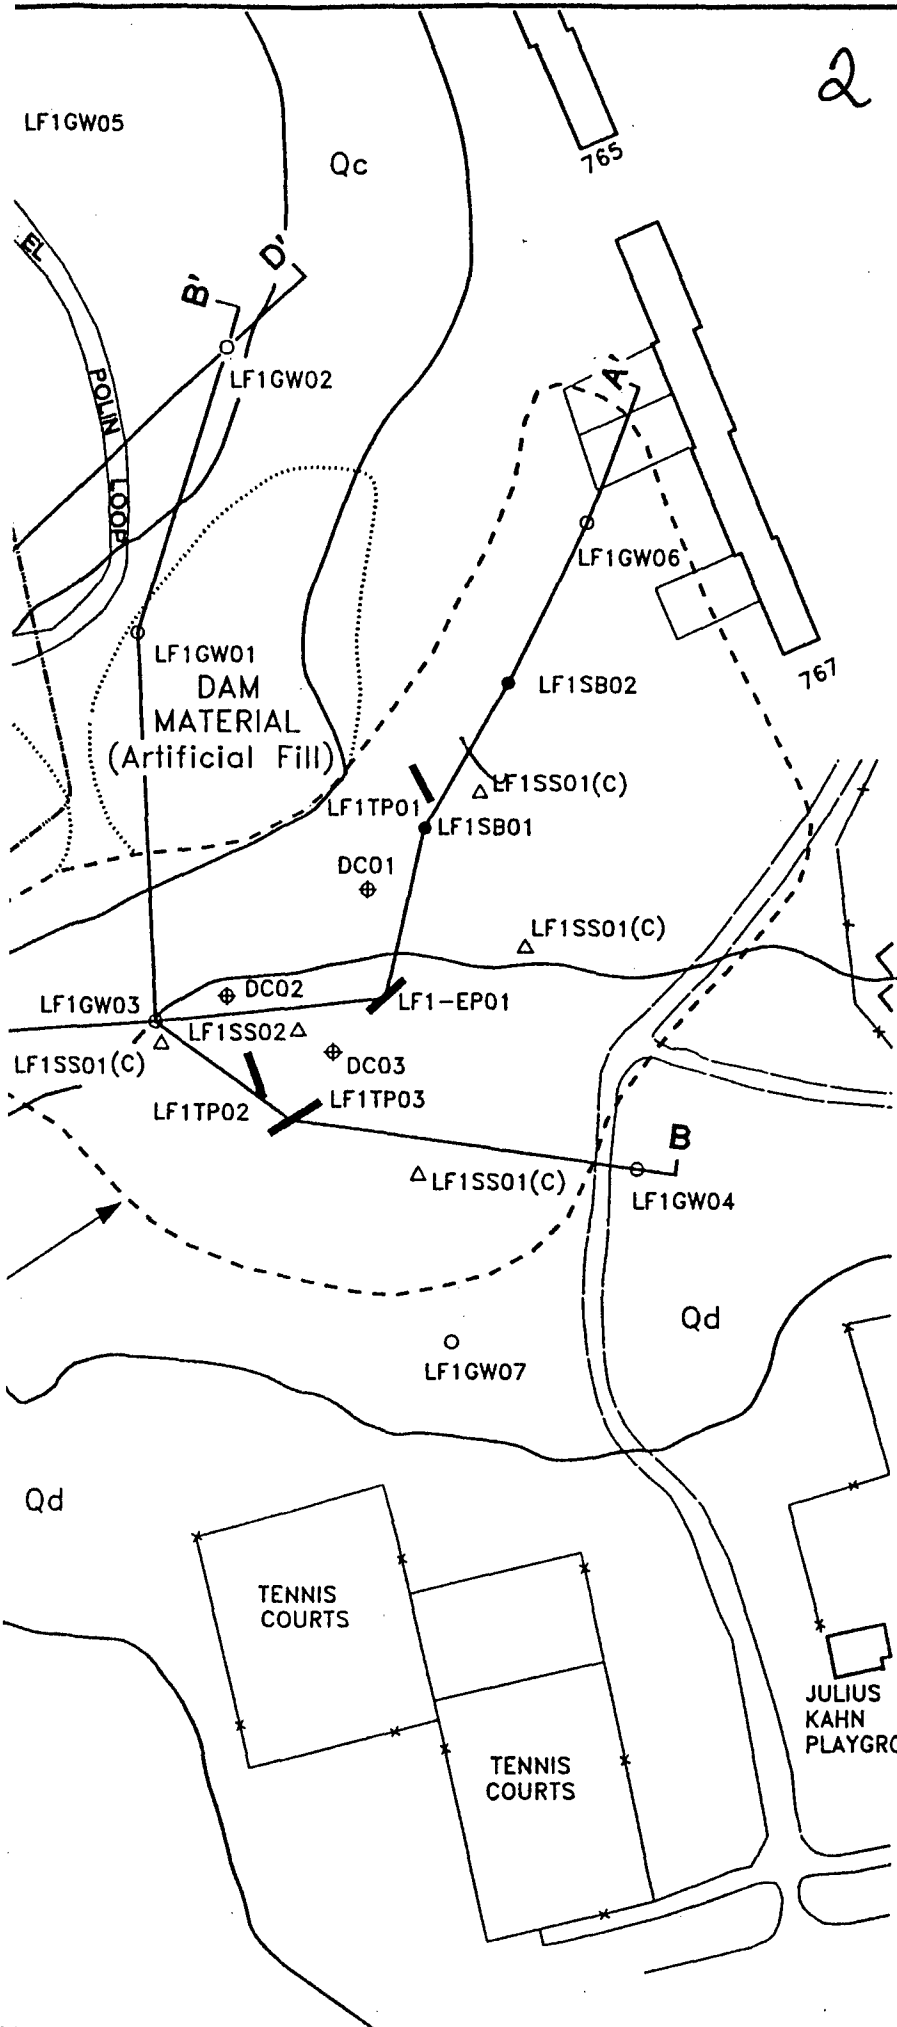 2
LF1GW05
Qc
765
EL
D'
B'
LF1GW02
POLIN
A'
LOOP
LF1GW06
LF1GW01
DAM
MATERIAL
(Artificial Fill)
LF1SB02
767
LF1SS01(C)
LF1TP01
LF1SB01
DC01
LF1SS01(C)
DC02
LF1GW03
LF1-EP01
LF1SS02
LF1SS01(C)
DC03
LF1TP02
LF1TP03
B
LF1SS01(C)
LF1GW04
Qd
LF1GW07
Qd
TENNIS
COURTS
JULIUS
KAHN
PLAYGRO
TENNIS
COURTS